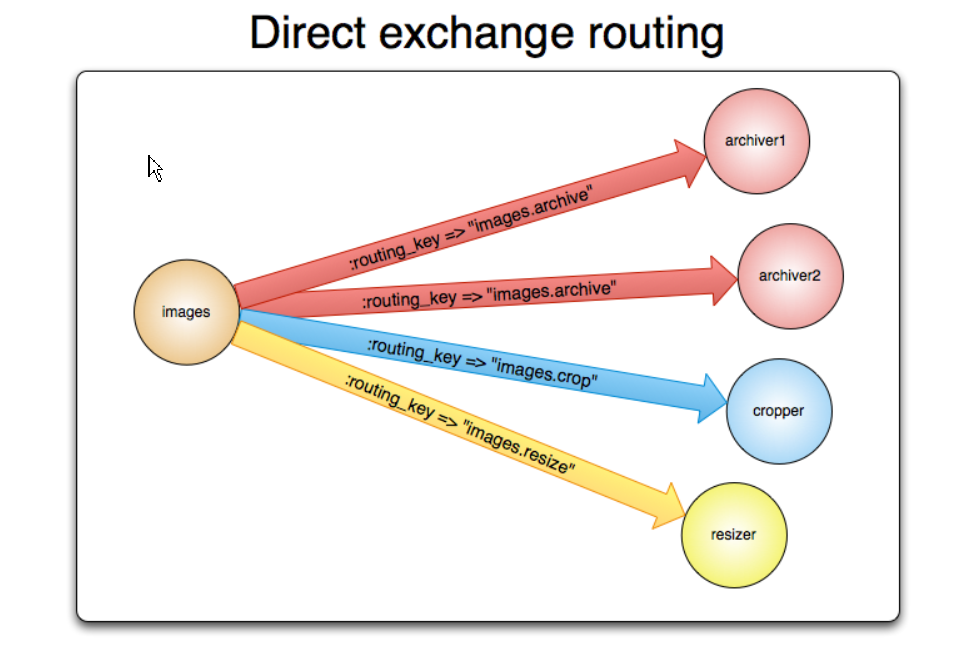 Direct exchange routing
archiver1
:routing_key => "images.archive"
archiver2
:routing_key => "images.archive"
images
:routing_key => "images.crop"
cropper
:routing_key => "images.resize"
resizer